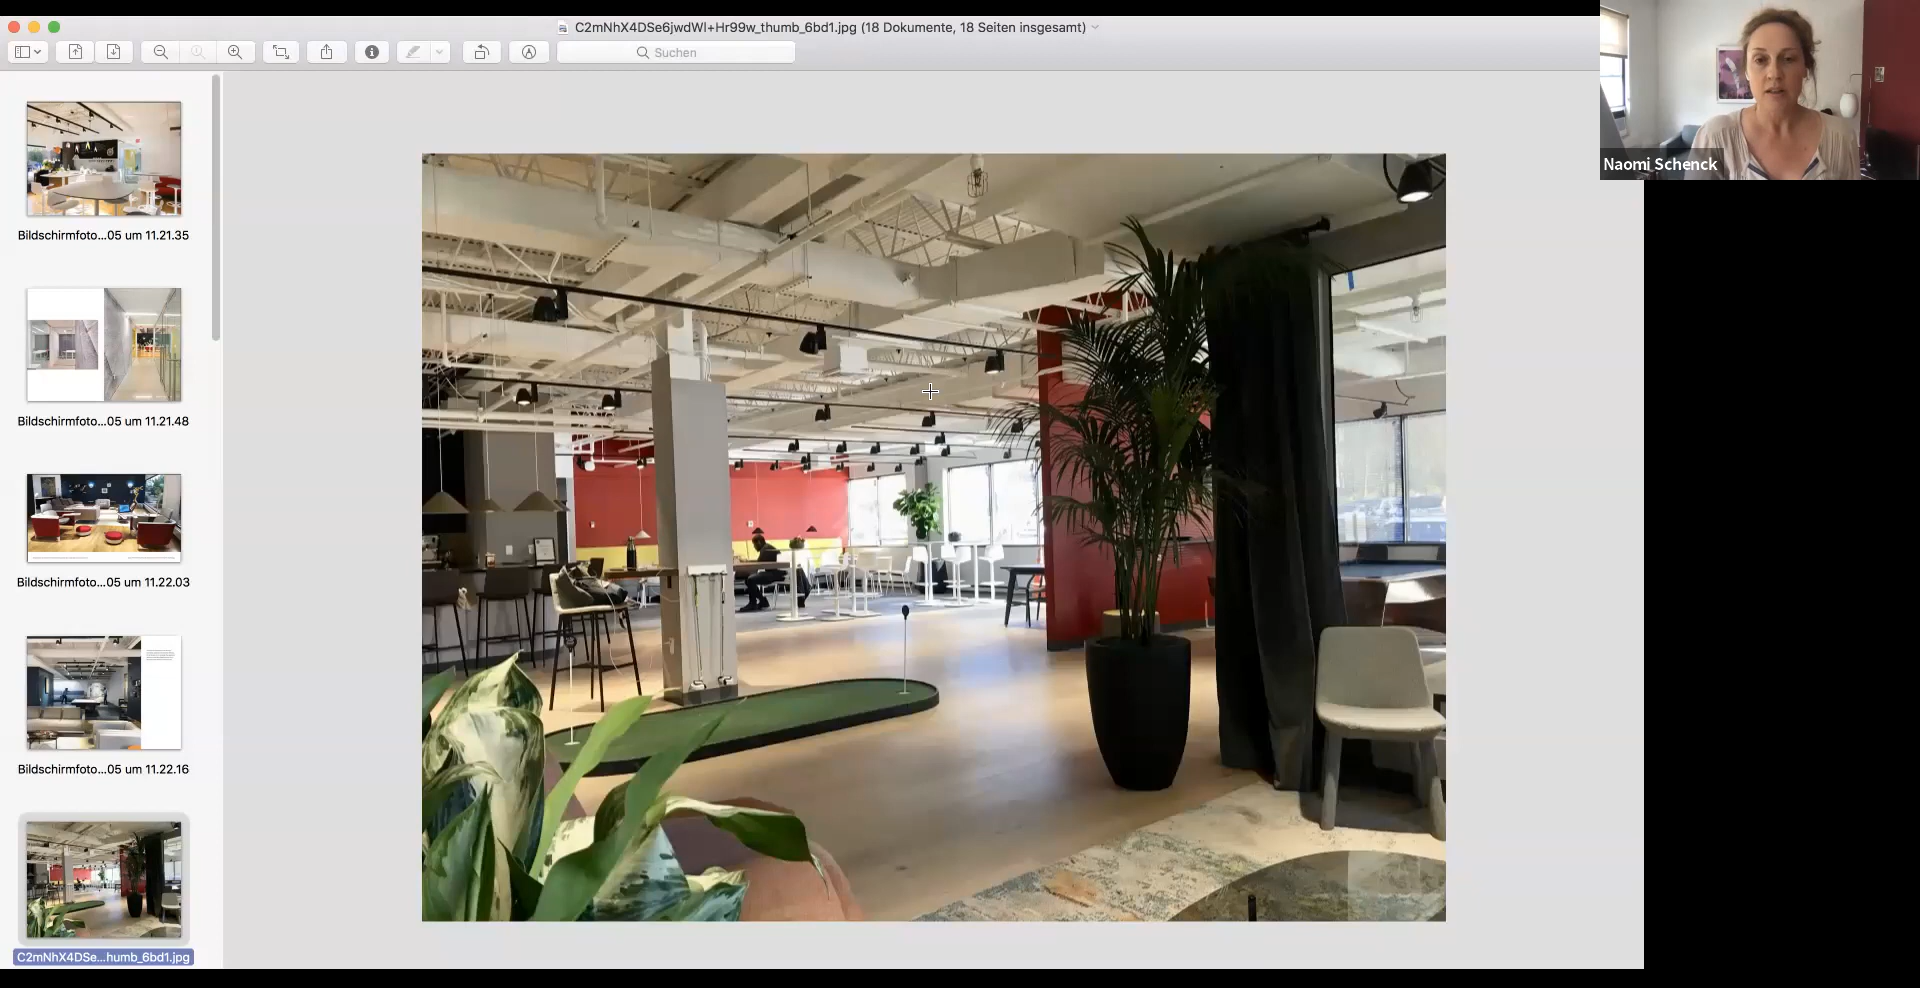 C2mNhX4DSe6jwdWl+Hr99w_thumb_6bd1.jpg (18 Dokumente, 18 Seiten insgesamt)
Suchen
Naomi Schenck
Bildschirmfoto...05 um 11.21.35
Bildschirmfoto...05 um 11.21.48
Bildschirmfoto...05 um 11.22.03
Bildschirmfoto...05 um 11.22.16
C2mNhX4DSe...humb_6bd1.jpg